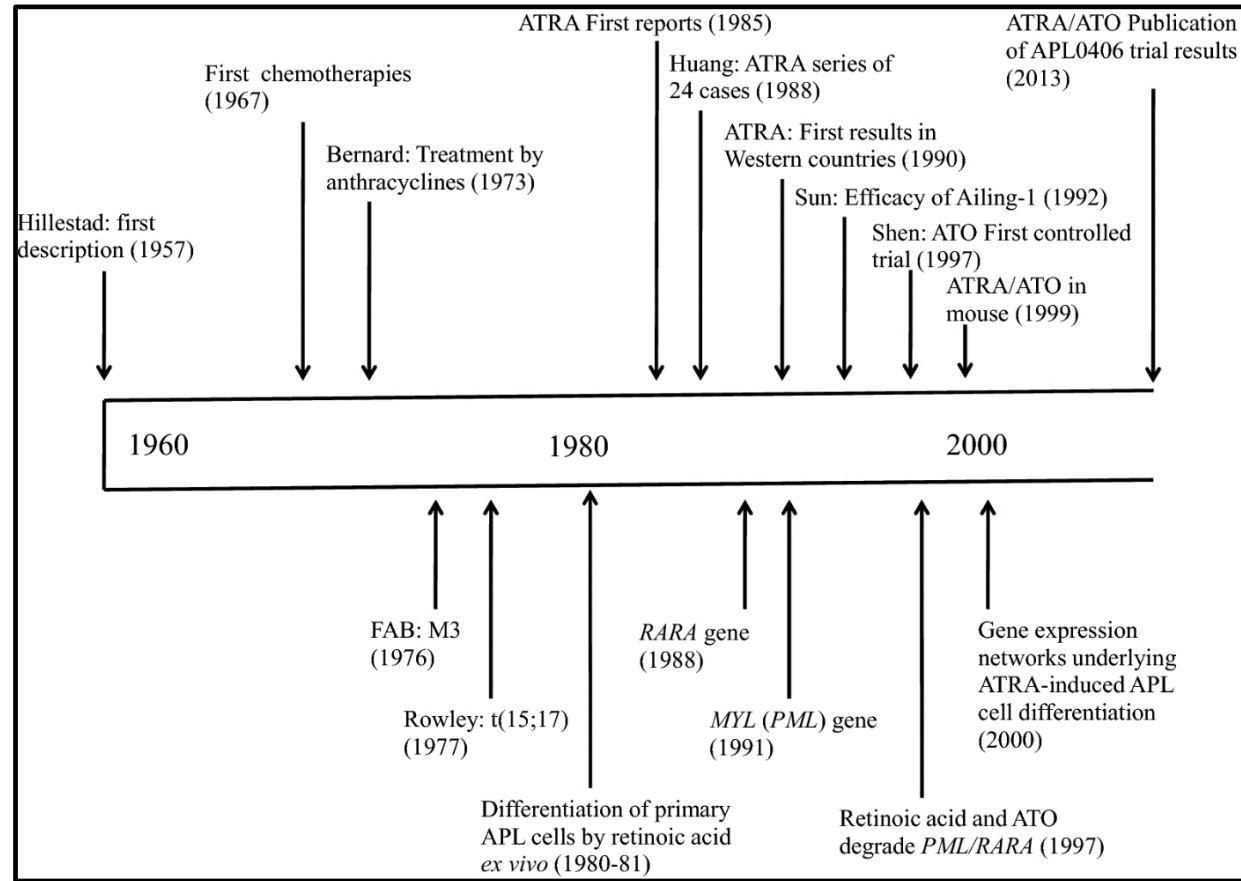 ATRA First reports (1985)
ATRA/ATO Publication
of APL0406 trial results
(2013)
First chemotherapies
(1967)
Huang: ATRA series of
24 cases (1988)
Bernard: Treatment by
anthracyclines (1973)
ATRA: First results in
Western countries (1990)
Sun: Efficacy of Ailing-1 (1992)
Hillestad: first
description (1957)
Shen: ATO First controlled
trial (1997)
ATRA/ATO in
mouse (1999)
1960
1980
2000
FAB: M3
(1976)
RARA gene
(1988)
Gene expression
networks underlying
ATRA-induced APL
cell differentiation
(2000)
Rowley: t(15;17)
(1977)
MYL (PML) gene
(1991)
Differentiation of primary
APL cells by retinoic acid
ex vivo (1980-81)
Retinoic acid and ATO
degrade PML/RARA (1997)